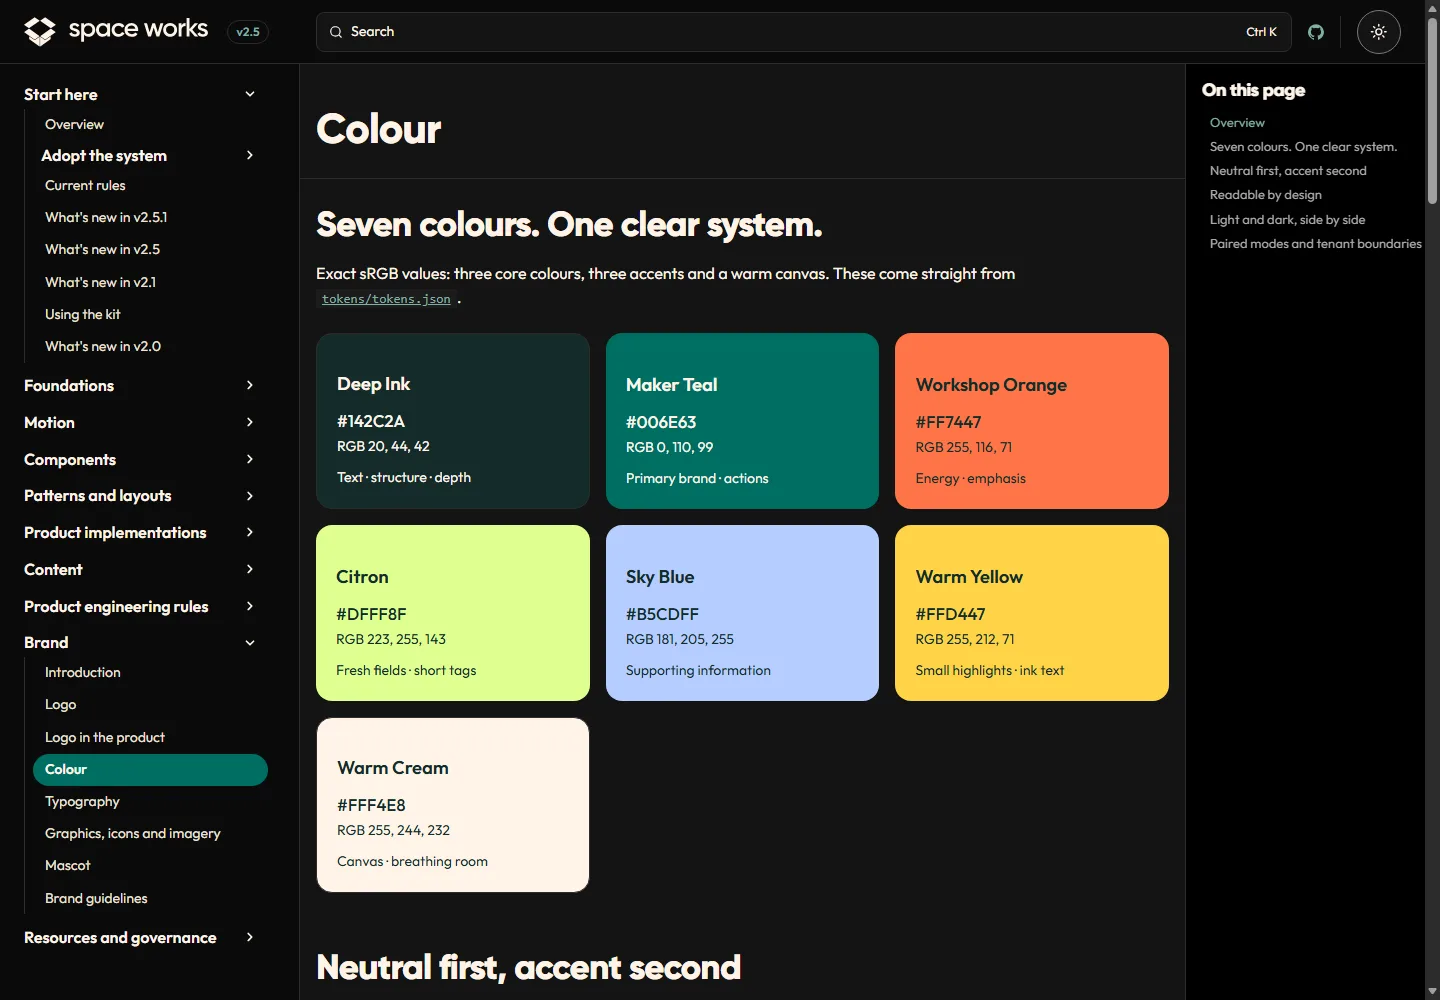 space works
v2.5
Search
Ctrl K
Start here
Overview
Adopt the system
Current rules
What's new in v2.5.1
What's new in v2.5
What's new in v2.1
Using the kit
What's new in v2.0
Foundations
Motion
Components
Patterns and layouts
Product implementations
Content
Product engineering rules
Brand
Introduction
Logo
Logo in the product
Colour
Typography
Graphics, icons and imagery
Mascot
Brand guidelines
Resources and governance
Colour
Seven colours. One clear system.
Exact sRGB values: three core colours, three accents and a warm canvas. These come straight from
tokens/tokens.json .
Deep Ink
#142C2A
RGB 20, 44, 42
Text · structure · depth
Maker Teal
#006E63
RGB 0, 110, 99
Primary brand · actions
Workshop Orange
#FF7447
RGB 255, 116, 71
Energy · emphasis
Citron
#DFFF8F
RGB 223, 255, 143
Fresh fields · short tags
Sky Blue
#B5CDFF
RGB 181, 205, 255
Supporting information
Warm Yellow
#FFD447
RGB 255, 212, 71
Small highlights · ink text
Warm Cream
#FFF4E8
RGB 255, 244, 232
Canvas · breathing room
Neutral first, accent second
On this page
Overview
Seven colours. One clear system.
Neutral first, accent second
Readable by design
Light and dark, side by side
Paired modes and tenant boundaries